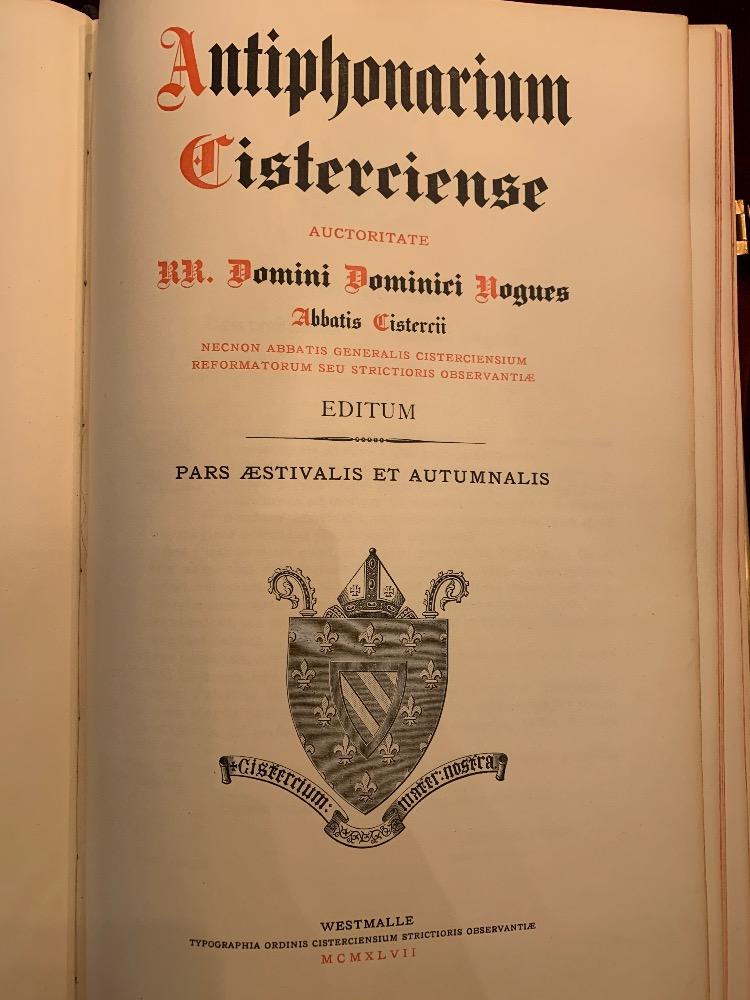 Antiphonarium
Cisterciense
AUCTORITATE
RR. Domini Dominici Nogues
Abbatis Cistercii
NECNON ABBATIS GENERALIS CISTERCIENSIUM
REFORMATORUM SEU STRICTIORIS OBSERVANTIÆ
EDITUM
PARS ÆSTIVALIS ET AUTUMNALIS
+Cistercium: mater:nostra.
WESTMALLE
TYPOGRAPHIA ORDINIS CISTERCIENSIUM STRICTIORIS OBSERVANTIÆ
MCMXLVII